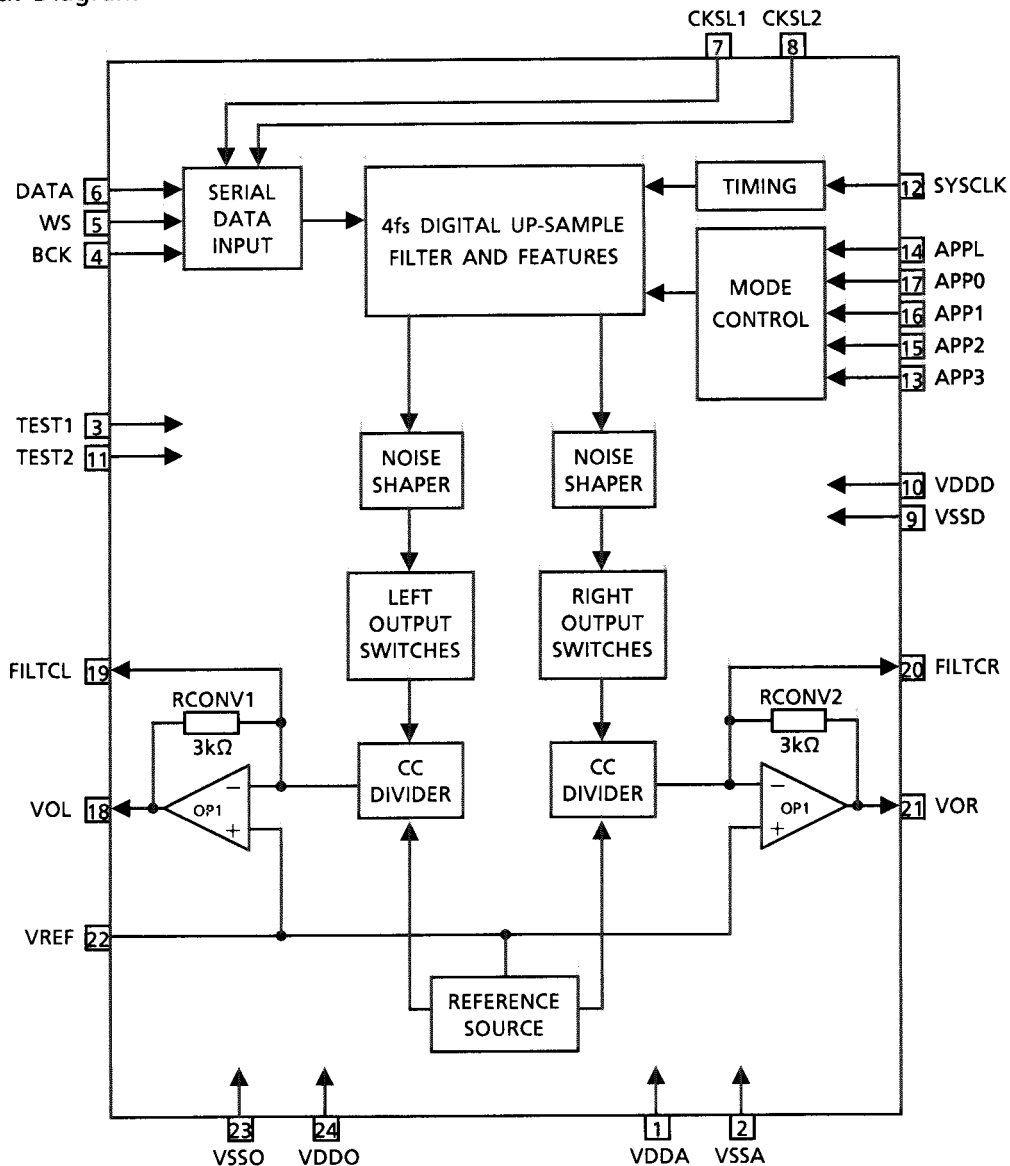 CKSL1 CKSL2
7 8
DATA 6
WS 5
BCK 4
SERIAL
DATA
INPUT
4fs DIGITAL UP-SAMPLE
FILTER AND FEATURES
TIMING
12 SYSCLK
MODE
CONTROL
14 APPL
17 APP0
16 APP1
15 APP2
13 APP3
TEST1 3
TEST2 11
NOISE
SHAPER
NOISE
SHAPER
10 VDDD
9 VSSD
LEFT
OUTPUT
SWITCHES
RIGHT
OUTPUT
SWITCHES
FILTCL 19
20 FILTCR
RCONV1
3kΩ
RCONV2
3kΩ
CC
DIVIDER
CC
DIVIDER
VOL 18
− OP1 +
− OP1 +
21 VOR
VREF 22
REFERENCE
SOURCE
23 24 1 2
VSSO VDDO VDDA VSSA